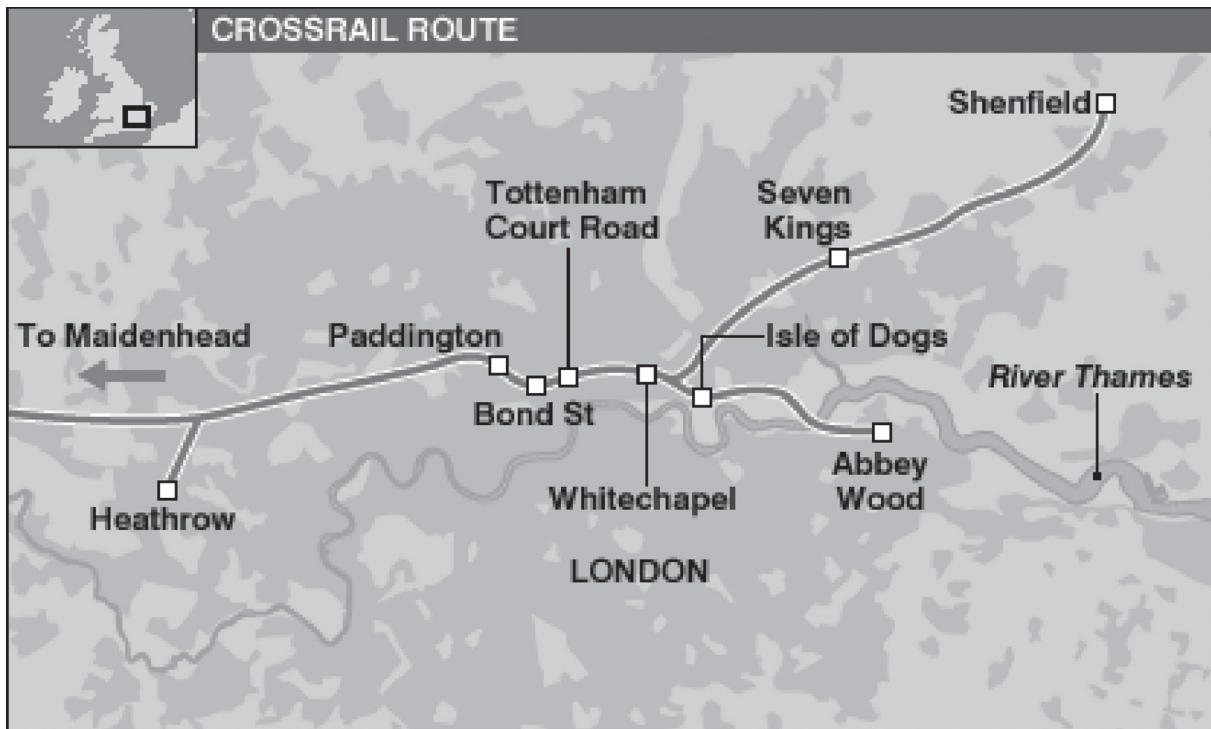 CROSSRAIL ROUTE
Shenfield
Tottenham
Court Road
Seven
Kings
To Maidenhead
Paddington
Isle of Dogs
River Thames
Bond St
Abbey
Wood
Whitechapel
Heathrow
LONDON